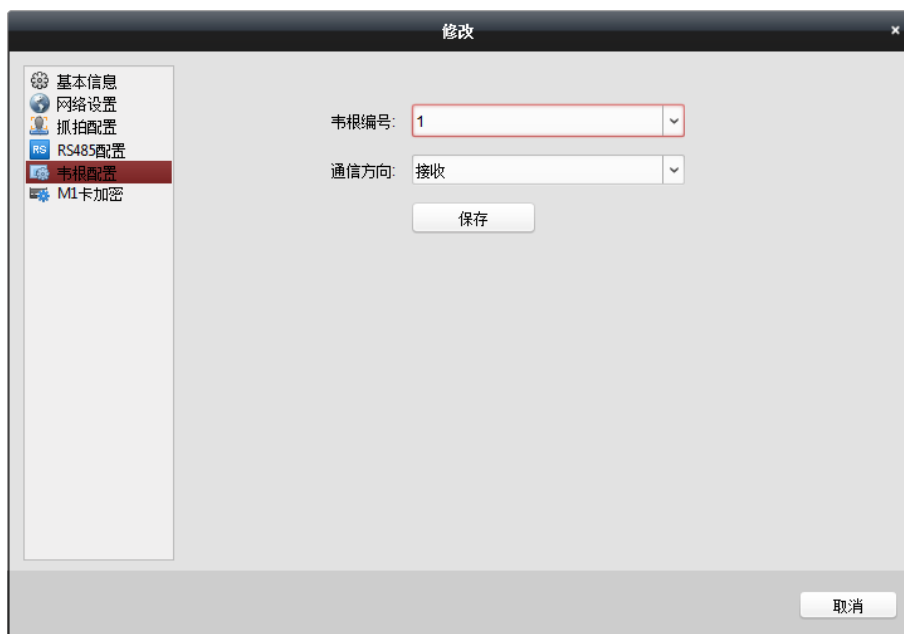 修改
基本信息
网络设置
抓拍配置
RS RS485配置
韦根配置
M1卡加密
韦根编号: 1
通信方向: 接收
保存
取消